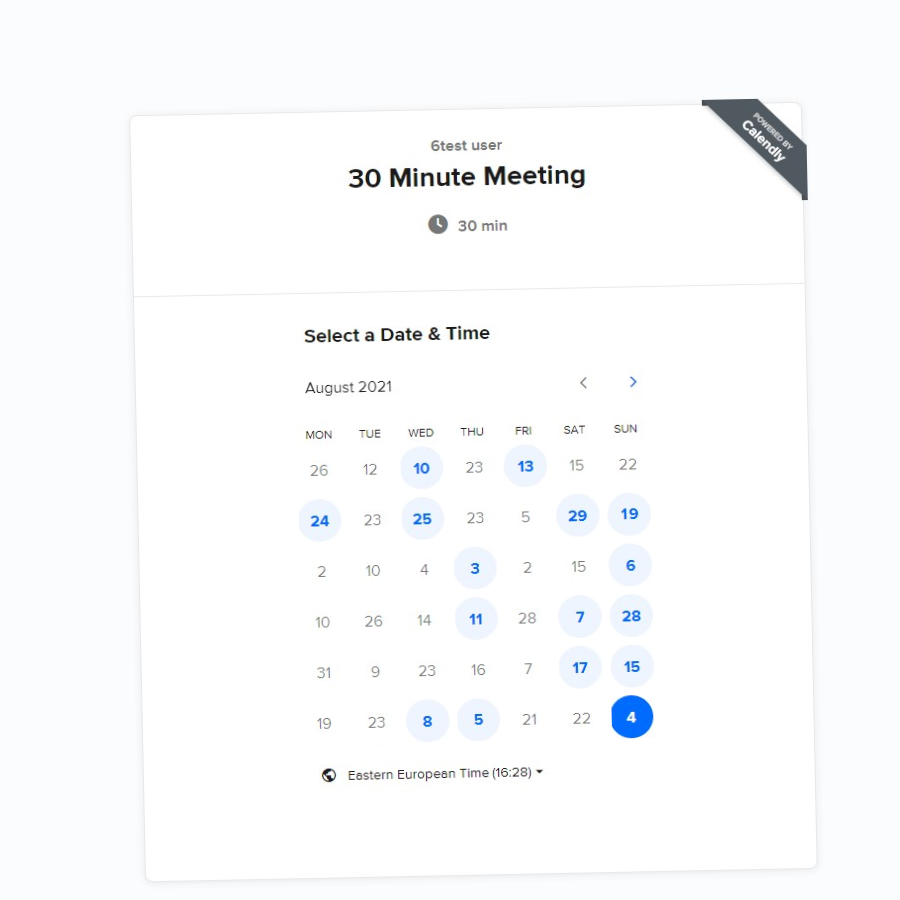 POWERED BY
Calendly
6test user
30 Minute Meeting
30 min
Select a Date & Time
August 2021
MON TUE WED THU FRI SAT SUN
26 12 10 23 13 15 22
24 23 25 23 5 29 19
2 10 4 3 2 15 6
10 26 14 11 28 7 28
31 9 23 16 7 17 15
19 23 8 5 21 22 4
Eastern European Time (16:28)